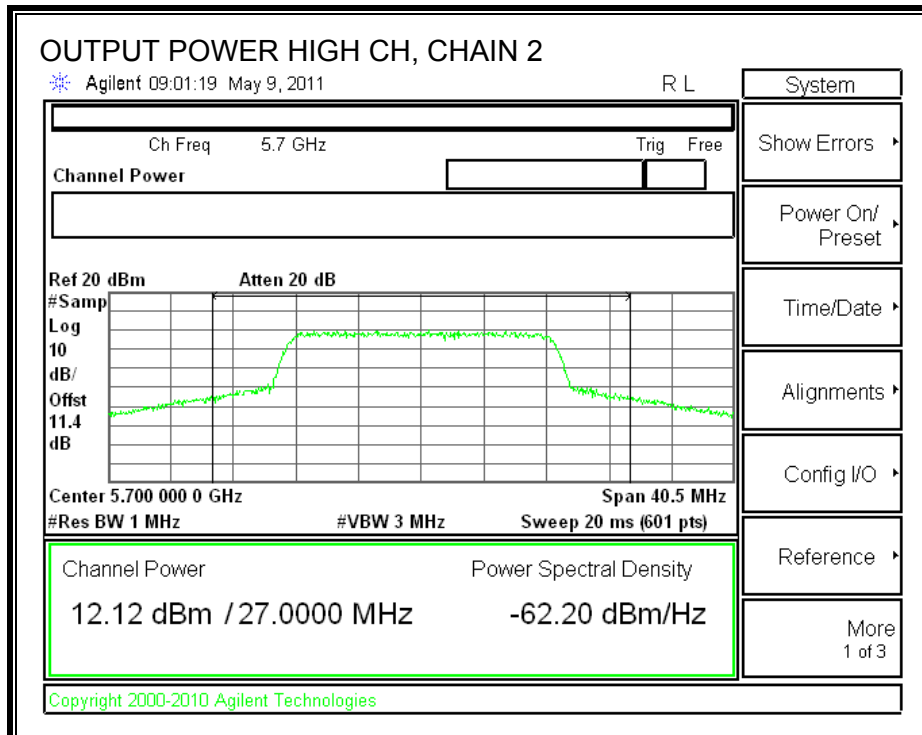 OUTPUT POWER HIGH CH, CHAIN 2
Agilent 09:01:19 May 9, 2011 R L
System
Ch Freq 5.7 GHz Trig Free
Channel Power
Show Errors
Power On/
Preset
Ref 20 dBm Atten 20 dB
#Samp
Log
10
dB/
Offst
11.4
dB
Time/Date
Alignments
Config I/O
Center 5.700 000 0 GHz Span 40.5 MHz
#Res BW 1 MHz #VBW 3 MHz Sweep 20 ms (601 pts)
Channel Power Power Spectral Density
12.12 dBm / 27.0000 MHz -62.20 dBm/Hz
Reference
More
1 of 3
Copyright 2000-2010 Agilent Technologies